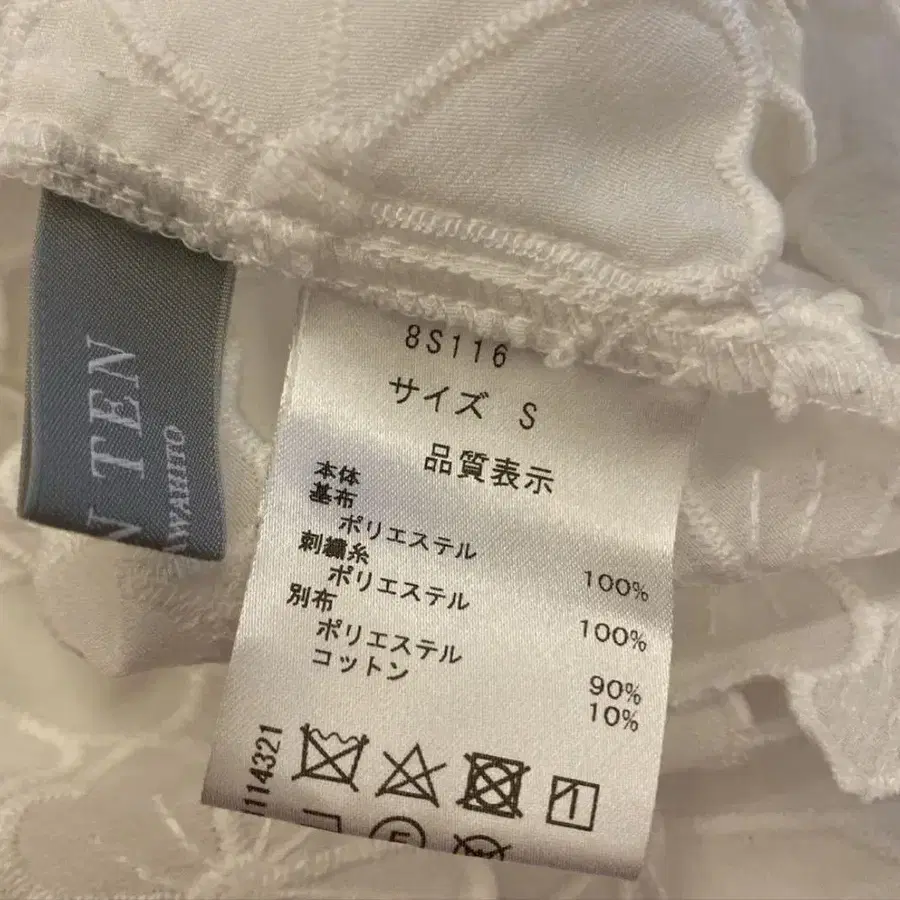 N TEN
AWAHITO
8S116
サイズ S
品質表示
本体
基布
ポリエステル 100%
刺繍糸
ポリエステル 100%
別布
ポリエステル 90%
コットン 10%
114321